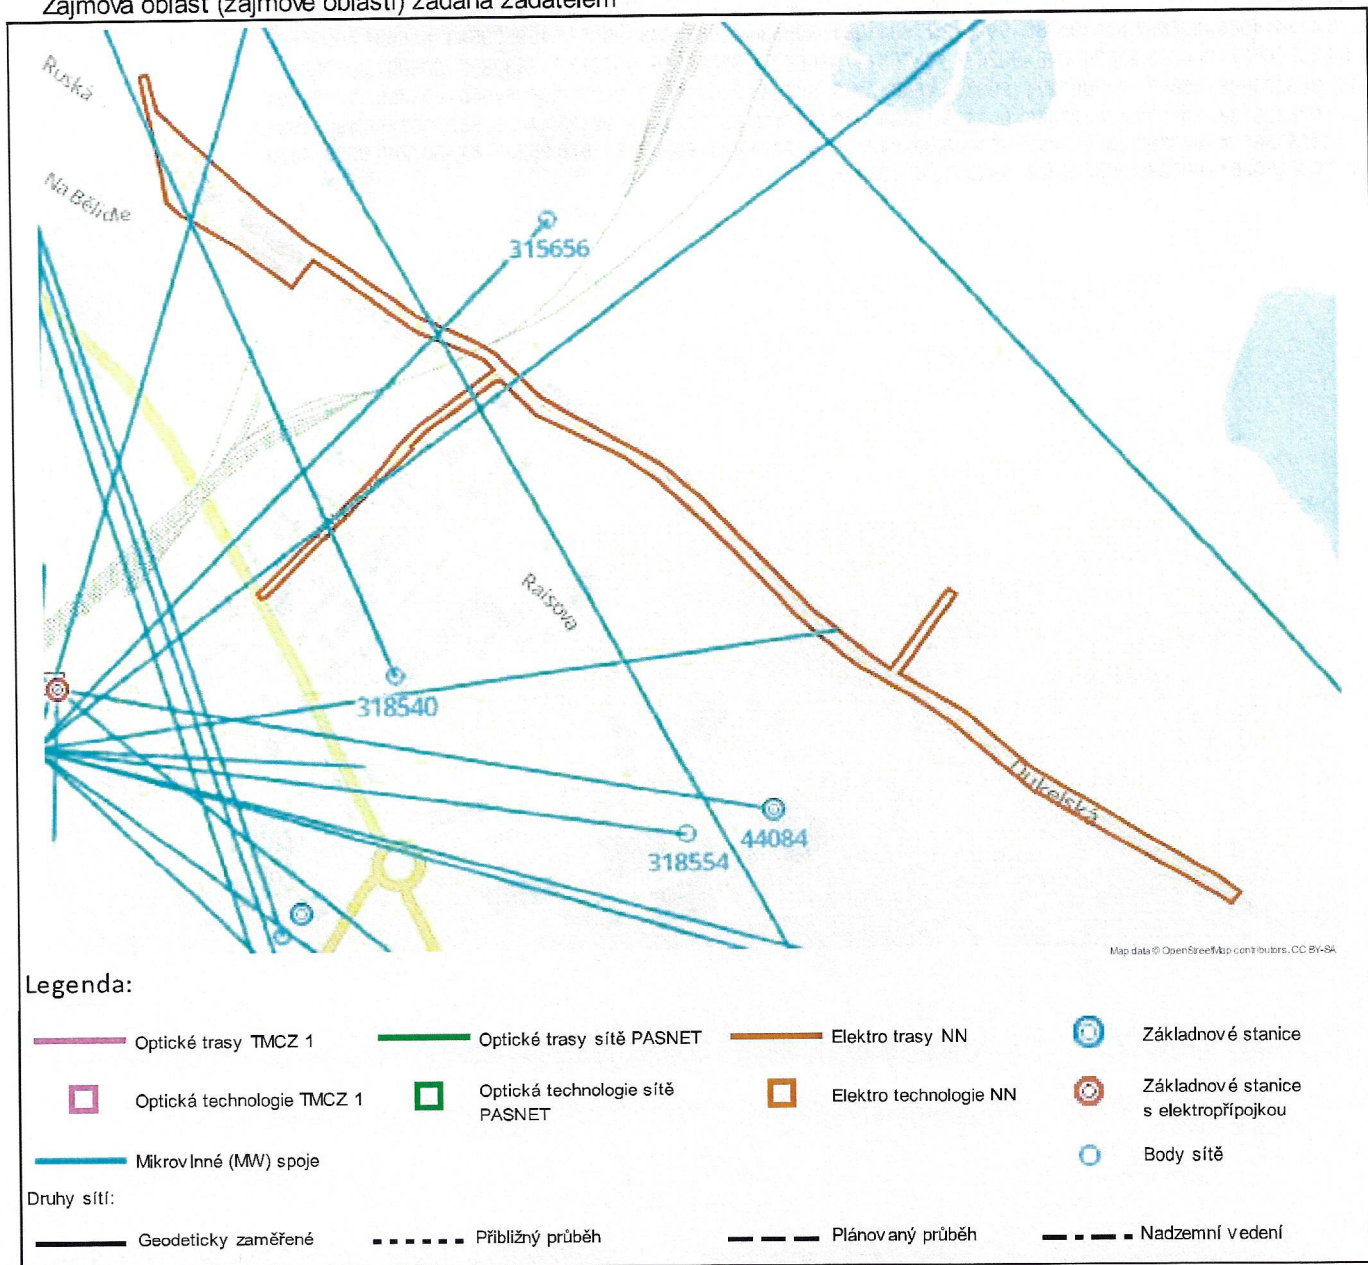 Zájmová oblast (zájmové oblasti) zadaná žadatelem
Ruská
Na Bělidle
315656
Raisova
318540
Dukelská
44084
318554
Map data © OpenStreetMap contributors, CC BY-SA
Legenda:
Optické trasy TMCZ 1
Optické trasy sítě PASNET
Elektro trasy NN
Základnové stanice
Optická technologie TMCZ 1
Optická technologie sítě
PASNET
Elektro technologie NN
Základnové stanice
s elektropřípojkou
Mikrovlnné (MW) spoje
Body sítě
Druhy sítí:
Geodeticky zaměřené
Přibližný průběh
Plánovaný průběh
Nadzemní vedení